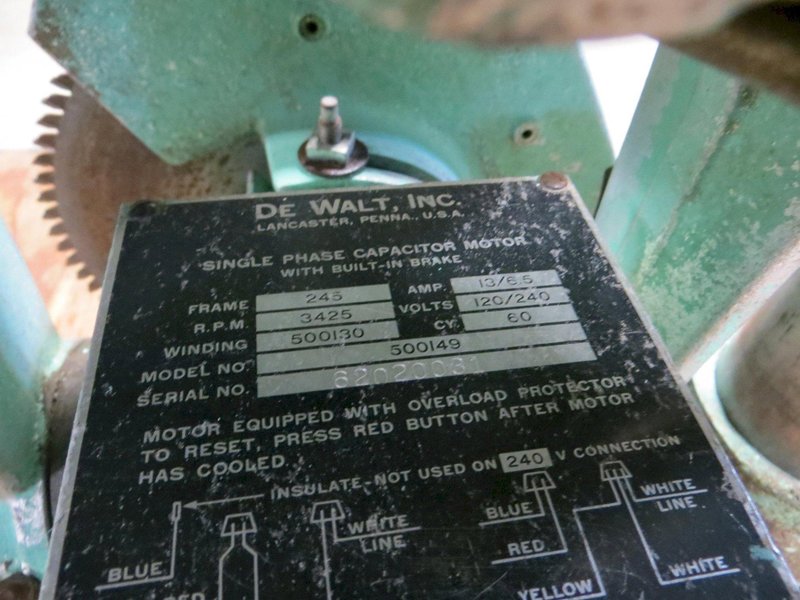 DE WALT, INC.
LANCASTER, PENNA., U.S.A.
SINGLE PHASE CAPACITOR MOTOR
WITH BUILT-IN BRAKE
FRAME 245 AMP. 13/6.5
R.P.M. 3425 VOLTS 120/240
WINDING 500130 CY. 60
MODEL NO. 500149
SERIAL NO. 62020031
MOTOR EQUIPPED WITH OVERLOAD PROTECTOR
TO RESET, PRESS RED BUTTON AFTER MOTOR
HAS COOLED.
INSULATE-NOT USED ON 240 V CONNECTION
BLUE
RED
WHITE
LINE
BLUE
RED
YELLOW
WHITE
LINE
WHITE